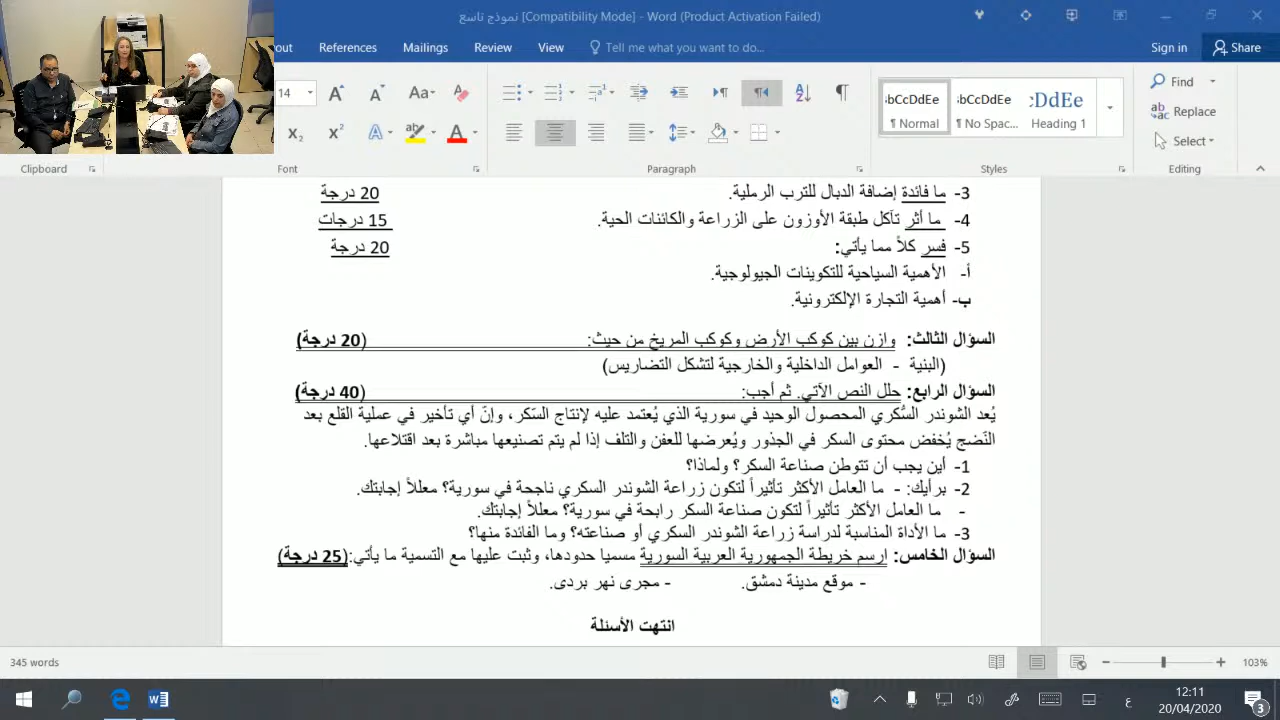 نموذج تاسع [Compatibility Mode] - Word (Product Activation Failed)
out References Mailings Review View Tell me what you want to do... Sign in Share
14 Aa
Find
Replace
Select
bCcDdEe bCcDdEe cDdEe
¶ Normal ¶ No Spac... Heading 1
Clipboard Font Paragraph Styles Editing
3- ما فائدة إضافة الدبال للترب الرملية. 20 درجة
4- ما أثر تآكل طبقة الأوزون على الزراعة والكائنات الحية. 15 درجات
5- فسر كلاً مما يأتي: 20 درجة
أ- الأهمية السياحية للتكوينات الجيولوجية.
ب- أهمية التجارة الإلكترونية.
السؤال الثالث: وازن بين كوكب الأرض وكوكب المريخ من حيث: (20 درجة)
(البنية - العوامل الداخلية والخارجية لتشكل التضاريس)
السؤال الرابع: حلل النص الآتي. ثم أجب: (40 درجة)
يُعد الشوندر السُّكري المحصول الوحيد في سورية الذي يُعتمد عليه لإنتاج السّكر، وإنّ أي تأخير في عملية القلع بعد
النّضج يُخفض محتوى السكر في الجذور ويُعرضها للعفن والتلف إذا لم يتم تصنيعها مباشرة بعد اقتلاعها.
1- أين يجب أن تتوطن صناعة السكر؟ ولماذا؟
2- برأيك: - ما العامل الأكثر تأثيراً لتكون زراعة الشوندر السكري ناجحة في سورية؟ معللاً إجابتك.
- ما العامل الأكثر تأثيراً لتكون صناعة السكر رابحة في سورية؟ معللاً إجابتك.
3- ما الأداة المناسبة لدراسة زراعة الشوندر السكري أو صناعته؟ وما الفائدة منها؟
السؤال الخامس: ارسم خريطة الجمهورية العربية السورية مسميا حدودها، وثبت عليها مع التسمية ما يأتي: (25 درجة)
- موقع مدينة دمشق. - مجرى نهر بردى.
انتهت الأسئلة
345 words 103%
ع 12:11
20/04/2020 3